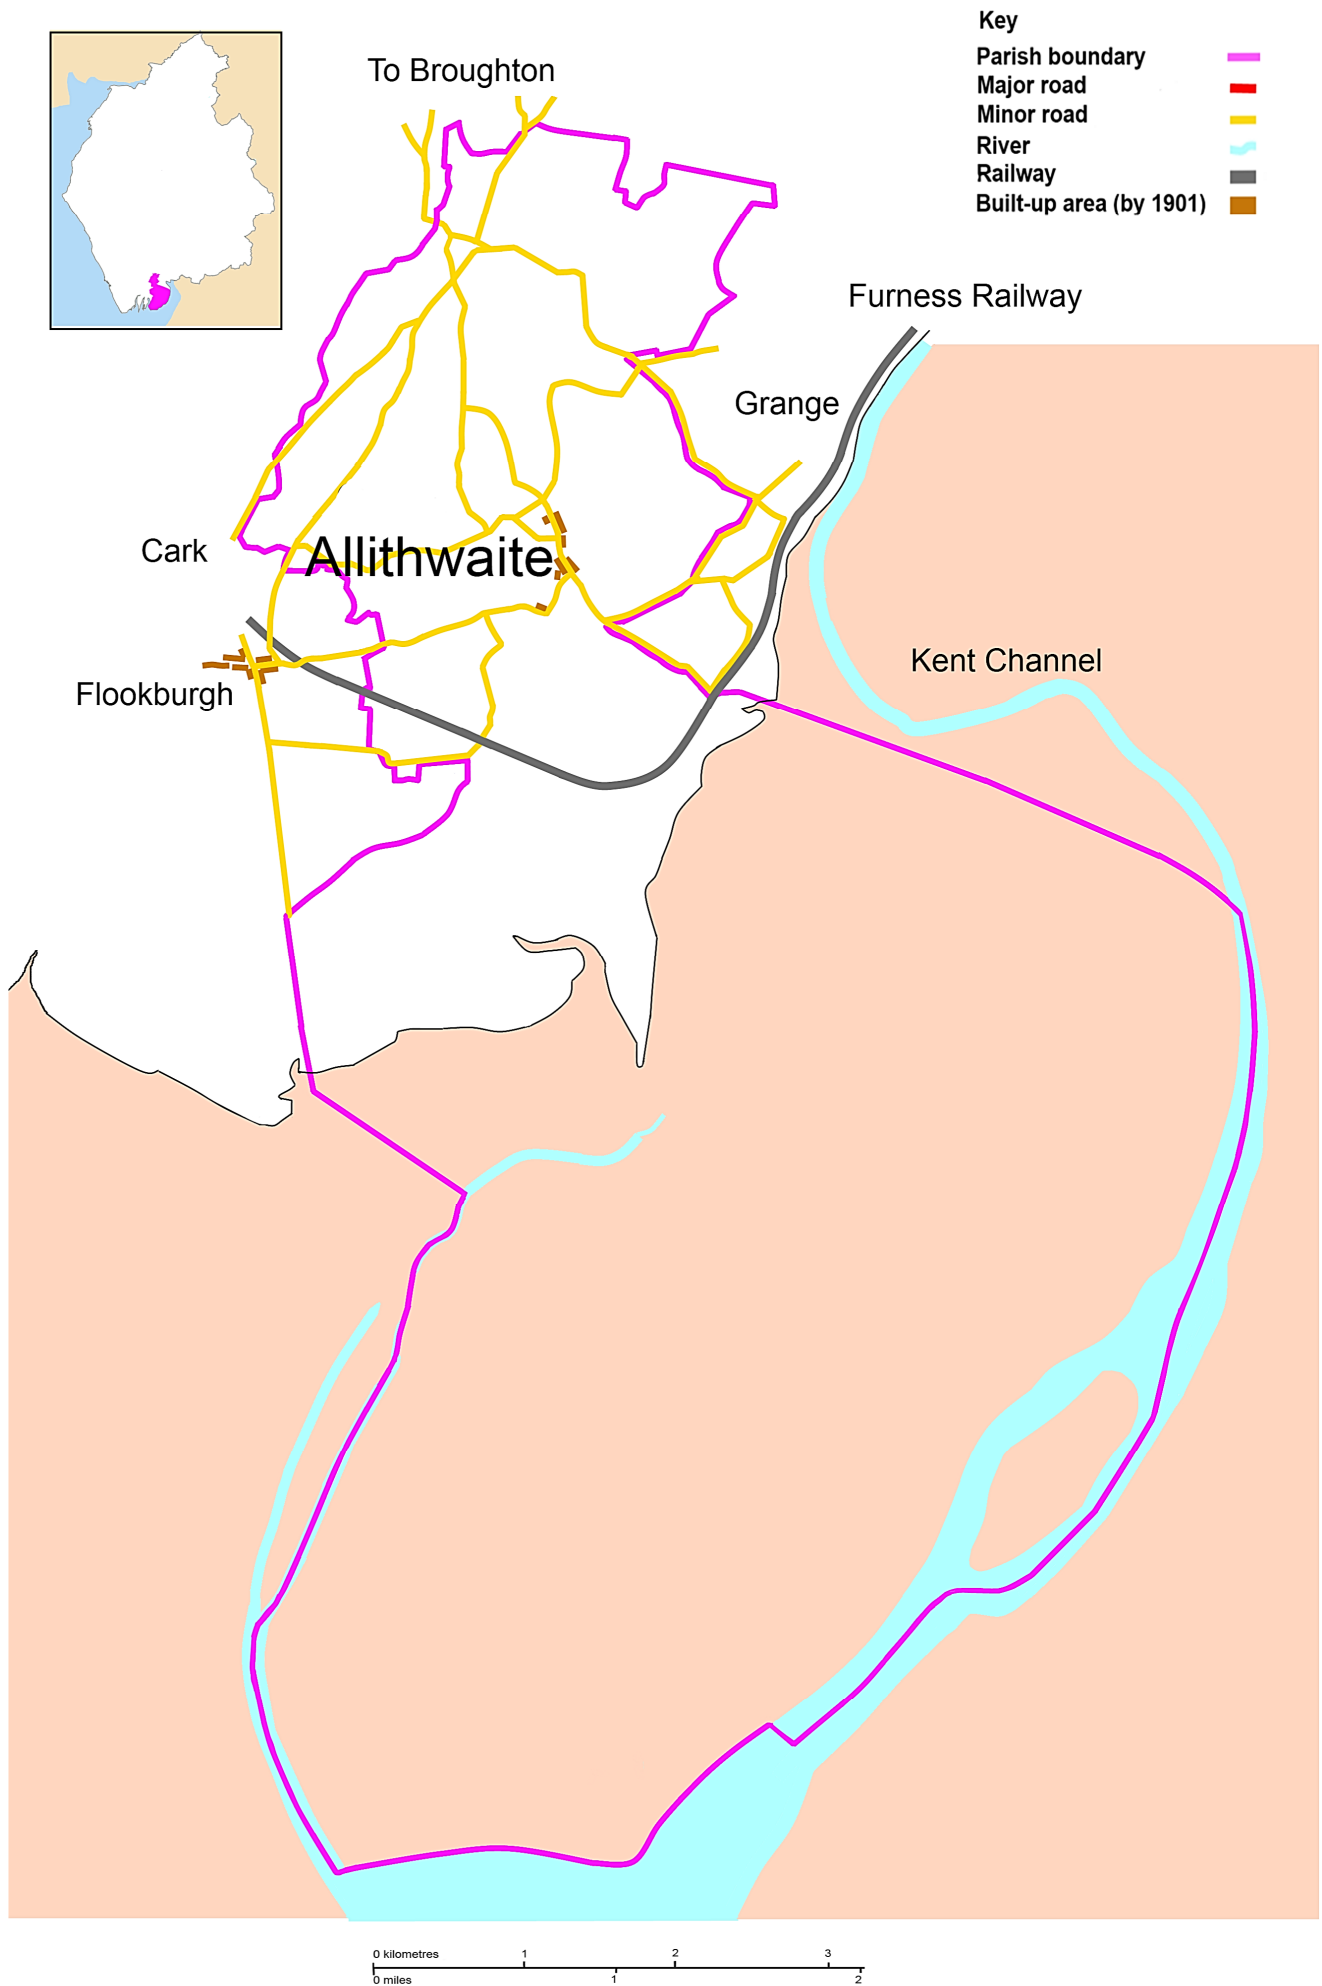 To Broughton
Key
Parish boundary
Major road
Minor road
River
Railway
Built-up area (by 1901)
Furness Railway
Grange
Cark
Allithwaite
Kent Channel
Flookburgh
0 kilometres 1 2 3
0 miles 1 2